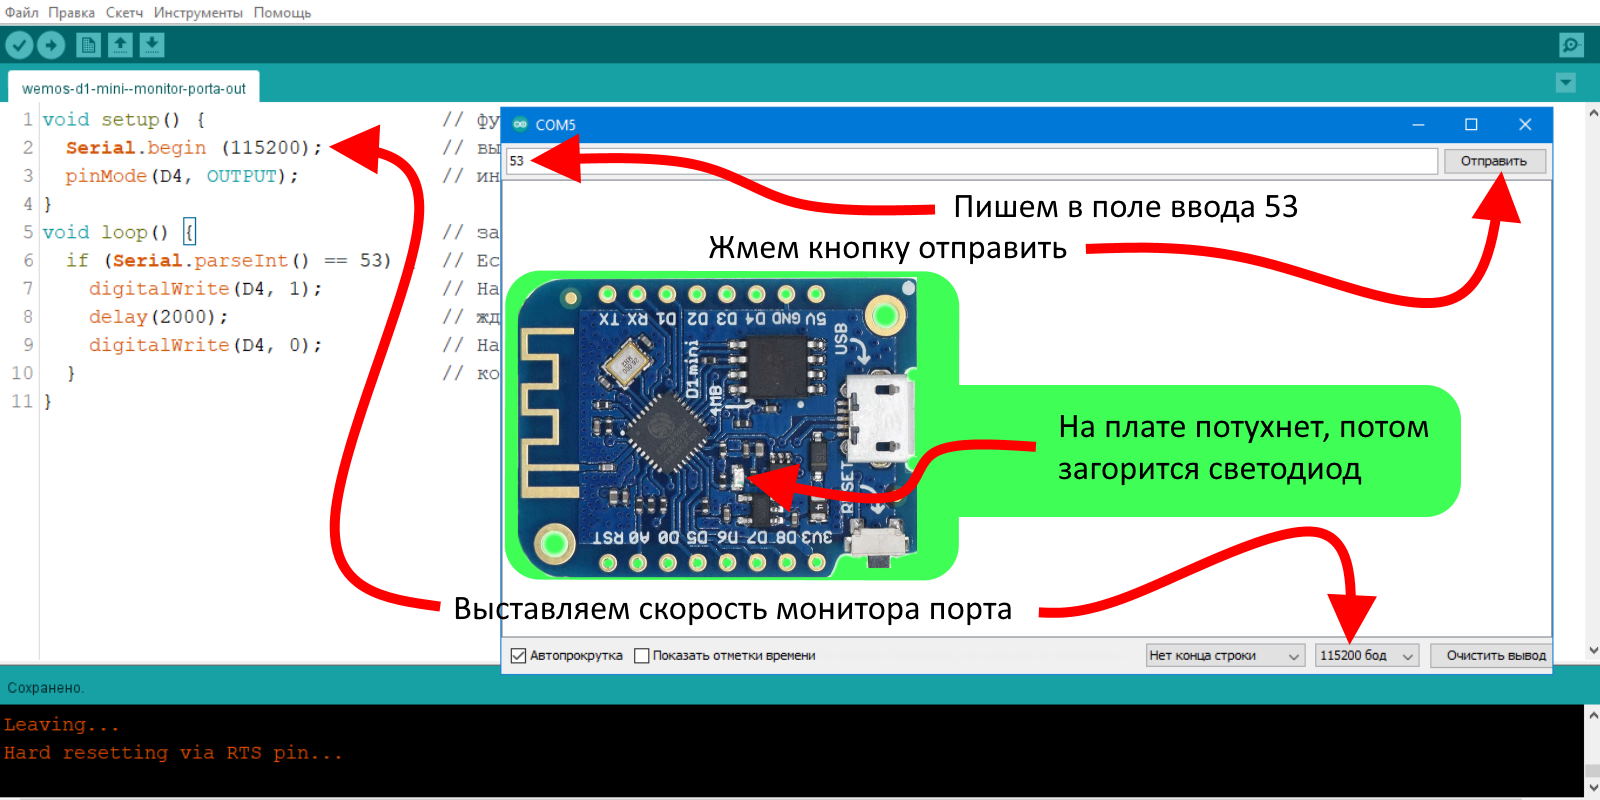 Файл Правка Скетч Инструменты Помощь
wemos-d1-mini--monitor-porta-out
1 void setup() { // фу
2 Serial.begin (115200); // вы
3 pinMode(D4, OUTPUT); // ин
4 }
5 void loop() { // за
6 if (Serial.parseInt() == 53) // Ес
7 digitalWrite(D4, 1); // На
8 delay(2000); // жд
9 digitalWrite(D4, 0); // На
10 } // ко
11 }
COM5
53
Отправить
Пишем в поле ввода 53
Жмем кнопку отправить
TX RX D1 D2 D3 D4 GND 5V
USB
D1 mini
4MB
RESET
RST A0 D0 D5 D6 D7 D8 3V3
На плате потухнет, потом
загорится светодиод
Выставляем скорость монитора порта
Автопрокрутка Показать отметки времени Нет конца строки 115200 бод Очистить вывод
Сохранено.
Leaving...
Hard resetting via RTS pin...